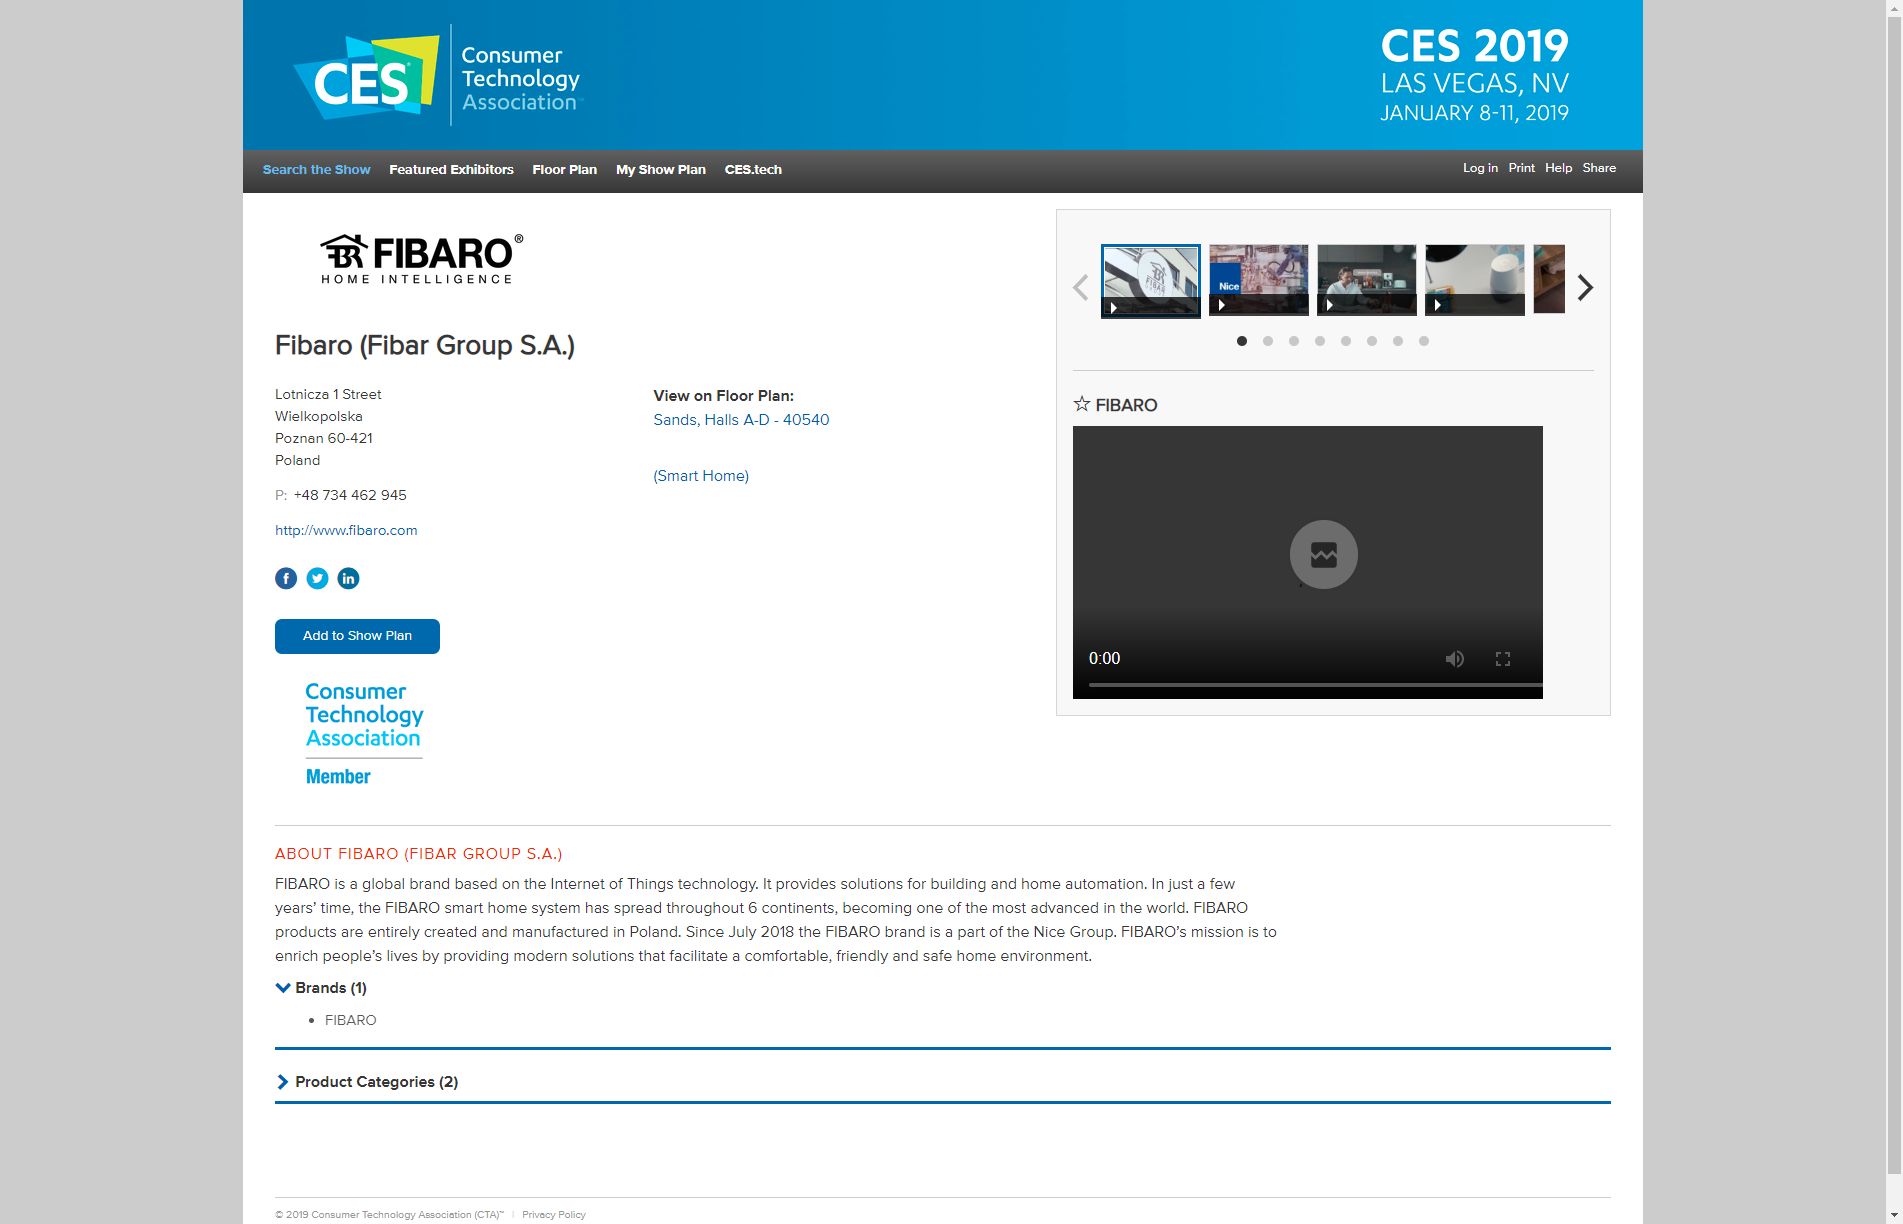 CES®
Consumer
Technology
Association™
CES 2019
LAS VEGAS, NV
JANUARY 8-11, 2019
Search the Show
Featured Exhibitors
Floor Plan
My Show Plan
CES.tech
Log in
Print
Help
Share
FIBARO®
HOME INTELLIGENCE
Fibaro (Fibar Group S.A.)
Lotnicza 1 Street
Wielkopolska
Poznan 60-421
Poland
P: +48 734 462 945
http://www.fibaro.com
View on Floor Plan:
Sands, Halls A-D - 40540
(Smart Home)
Add to Show Plan
Consumer
Technology
Association
Member
Nice
FIBARO
0:00
ABOUT FIBARO (FIBAR GROUP S.A.)
FIBARO is a global brand based on the Internet of Things technology. It provides solutions for building and home automation. In just a few
years’ time, the FIBARO smart home system has spread throughout 6 continents, becoming one of the most advanced in the world. FIBARO
products are entirely created and manufactured in Poland. Since July 2018 the FIBARO brand is a part of the Nice Group. FIBARO’s mission is to
enrich people’s lives by providing modern solutions that facilitate a comfortable, friendly and safe home environment.
Brands (1)
• FIBARO
Product Categories (2)
© 2019 Consumer Technology Association (CTA)™ | Privacy Policy